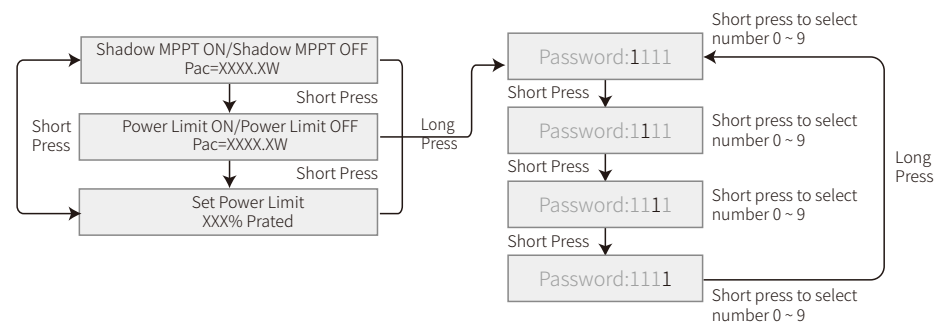 Shadow MPPT ON/Shadow MPPT OFF
Pac=XXXX.XW
Short Press
Power Limit ON/Power Limit OFF
Pac=XXXX.XW
Short Press
Set Power Limit
XXX% Prated
Short
Press
Long
Press
Short press to select
number 0 ~ 9
Password:1111
Short Press
Password:1111
Short press to select
number 0 ~ 9
Short Press
Password:1111
Short press to select
number 0 ~ 9
Short Press
Password:1111
Short press to select
number 0 ~ 9
Long
Press